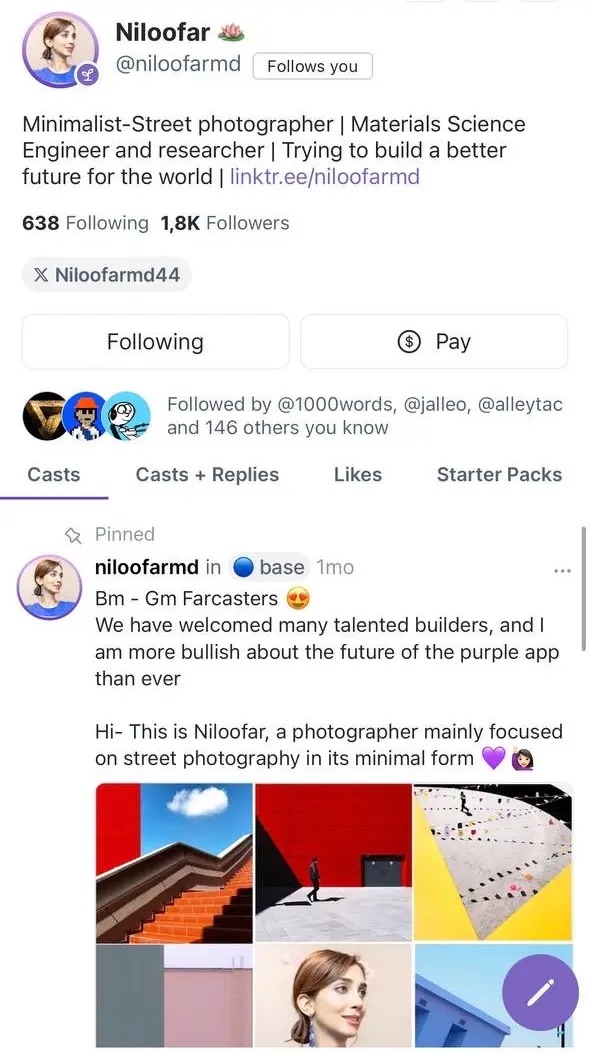 Niloofar 🪷
@niloofarmd Follows you
Minimalist-Street photographer | Materials Science
Engineer and researcher | Trying to build a better
future for the world | linktr.ee/niloofarmd
638 Following 1,8K Followers
X Niloofarmd44
Following
$ Pay
Followed by @1000words, @jalleo, @alleytac
and 146 others you know
Casts
Casts + Replies
Likes
Starter Packs
Pinned
niloofarmd in 🔵 base 1mo
Bm - Gm Farcasters 😍
We have welcomed many talented builders, and I
am more bullish about the future of the purple app
than ever
Hi- This is Niloofar, a photographer mainly focused
on street photography in its minimal form 💜 🙋🏻‍♀️